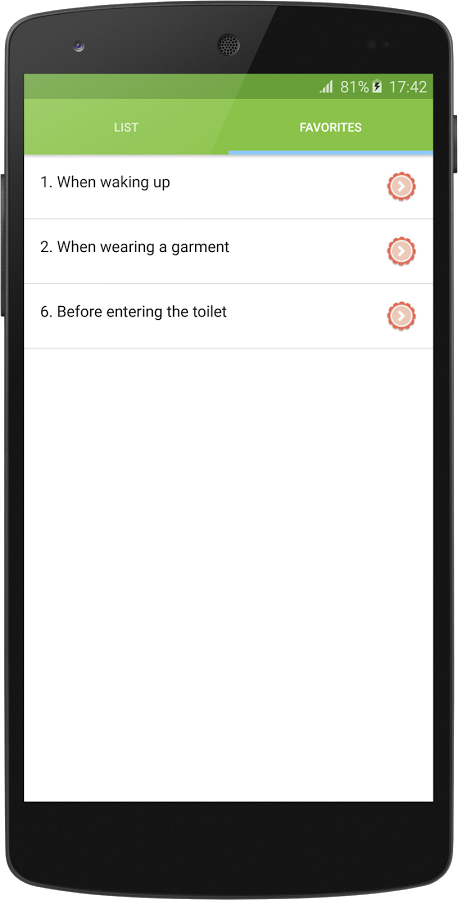 81% 17:42
LIST
FAVORITES
1. When waking up
2. When wearing a garment
6. Before entering the toilet